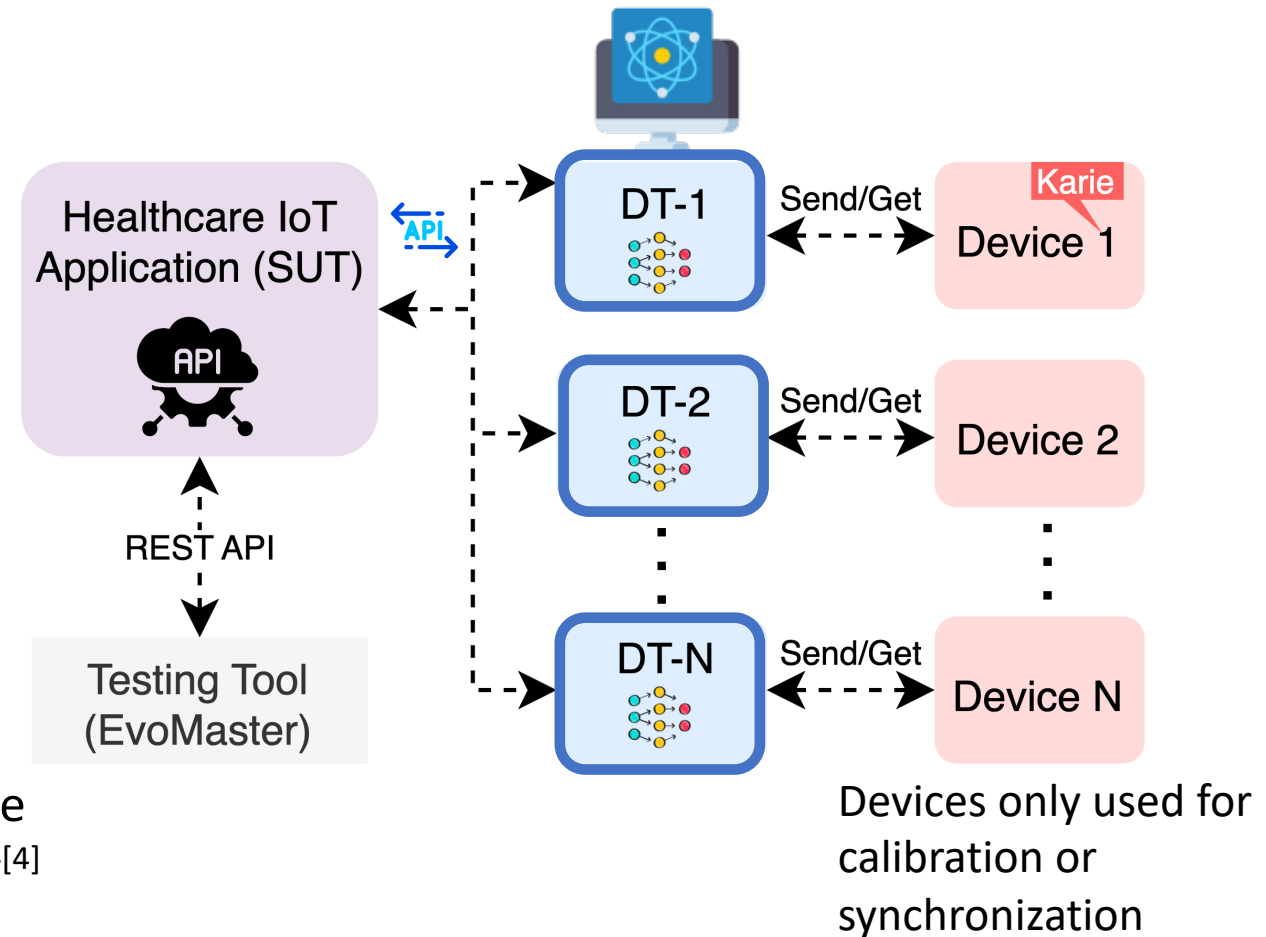 Healthcare IoT
Application (SUT)
API
API
REST API
Testing Tool
(EvoMaster)
DT-1
Send/Get
Karie
Device 1
DT-2
Send/Get
Device 2
DT-N
Send/Get
Device N
e
[4]
Devices only used for
calibration or
synchronization